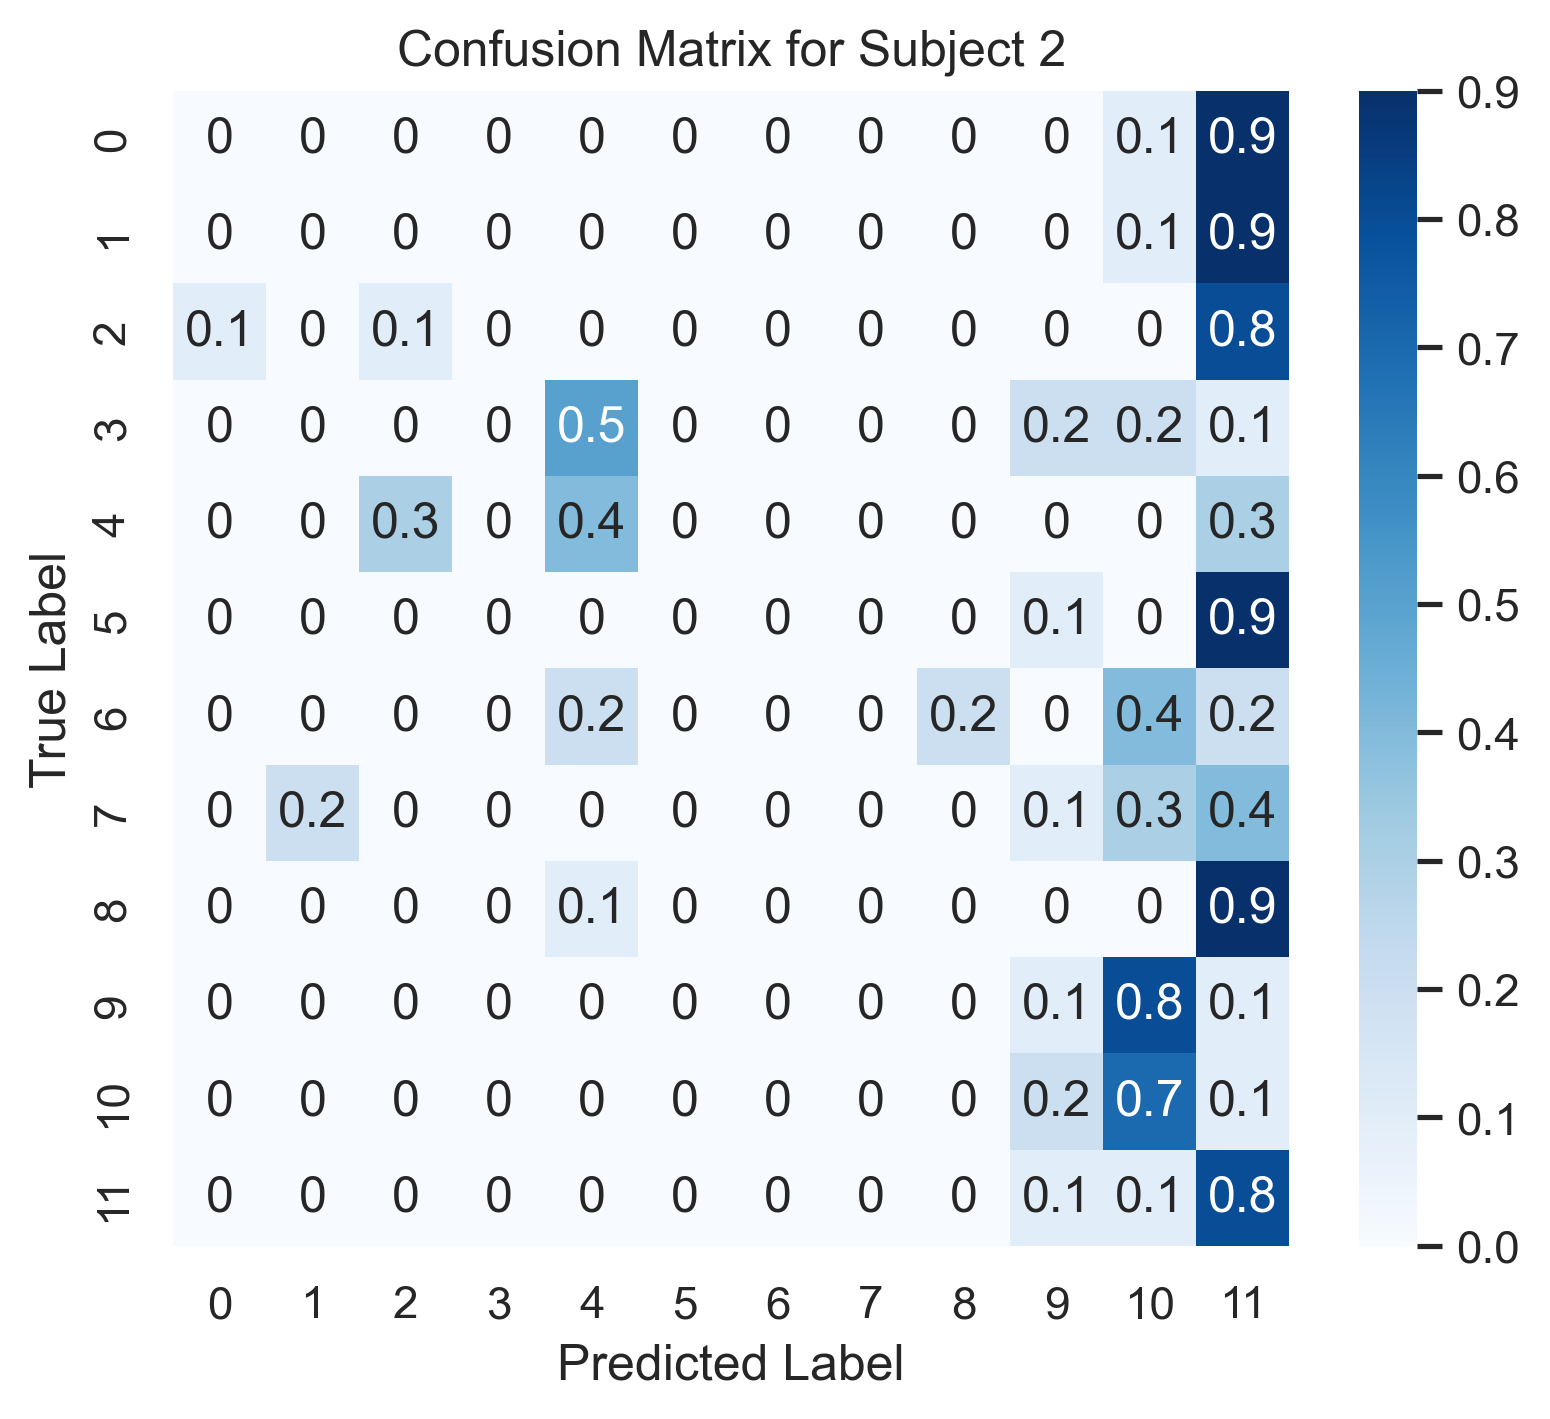 Confusion Matrix for Subject 2
0 0 0 0 0 0 0 0 0 0 0 0.1 0.9
1 0 0 0 0 0 0 0 0 0 0 0.1 0.9
2 0.1 0 0.1 0 0 0 0 0 0 0 0 0.8
3 0 0 0 0 0.5 0 0 0 0 0.2 0.2 0.1
4 0 0 0.3 0 0.4 0 0 0 0 0 0 0.3
5 0 0 0 0 0 0 0 0 0 0.1 0 0.9
6 0 0 0 0 0.2 0 0 0 0.2 0 0.4 0.2
7 0 0.2 0 0 0 0 0 0 0 0.1 0.3 0.4
8 0 0 0 0 0.1 0 0 0 0 0 0 0.9
9 0 0 0 0 0 0 0 0 0 0.1 0.8 0.1
10 0 0 0 0 0 0 0 0 0 0.2 0.7 0.1
11 0 0 0 0 0 0 0 0 0 0.1 0.1 0.8
0 1 2 3 4 5 6 7 8 9 10 11
Predicted Label
True Label
0.9
0.8
0.7
0.6
0.5
0.4
0.3
0.2
0.1
0.0